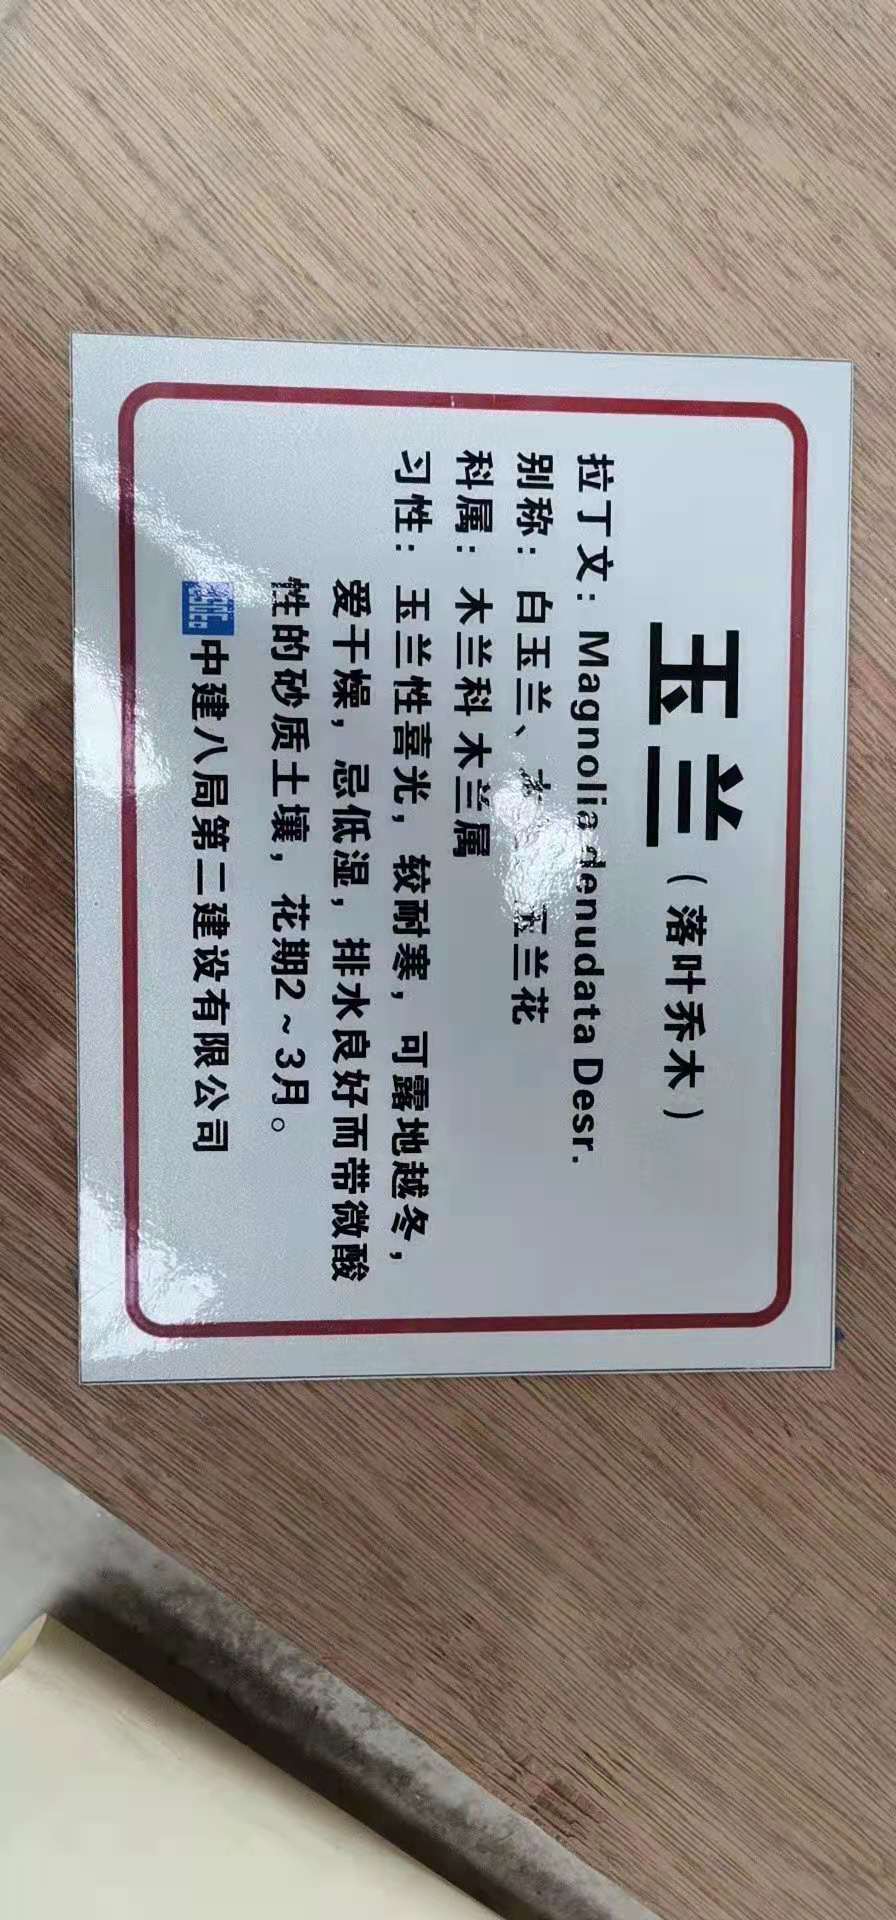 玉兰（落叶乔木）
拉丁文：Magnolia denudata Desr.
别称：白玉兰、 玉兰花
科属：木兰科 木兰属
习性：玉兰性喜光，较耐寒，可露地越冬，
爱干燥，忌低湿，排水良好而带微酸
性的砂质土壤，花期2~3月。
中建八局第二建设有限公司